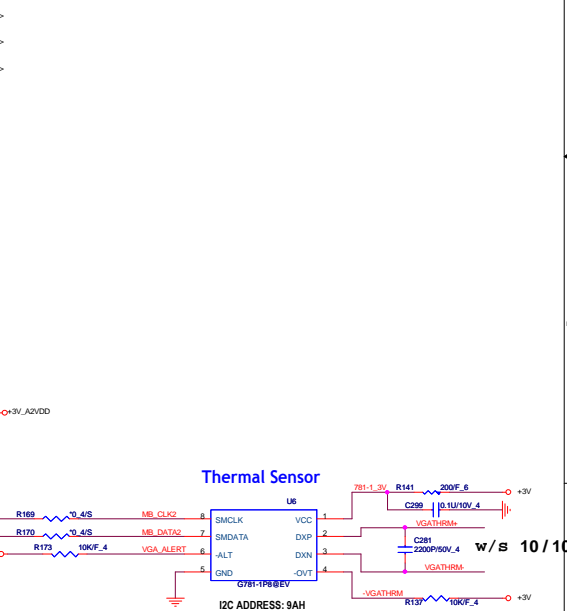 >
>
>
+3V_A2VDD
Thermal Sensor
U6
781-1_3V R141 200/F_6 +3V
C299 0.1U/10V_4
R169 *0_4/S MB_CLK2 8 SMCLK VCC 1
VGATHRM+
R170 *0_4/S MB_DATA2 7 SMDATA DXP 2
C281
2200P/50V_4
w/s 10/10
R173 10K/F_4 VGA_ALERT 6 -ALT DXN 3
VGATHRM-
5 GND -OVT 4
G781-1P8@EV
-VGATHRM R137 10K/F_4 +3V
I2C ADDRESS: 9AH